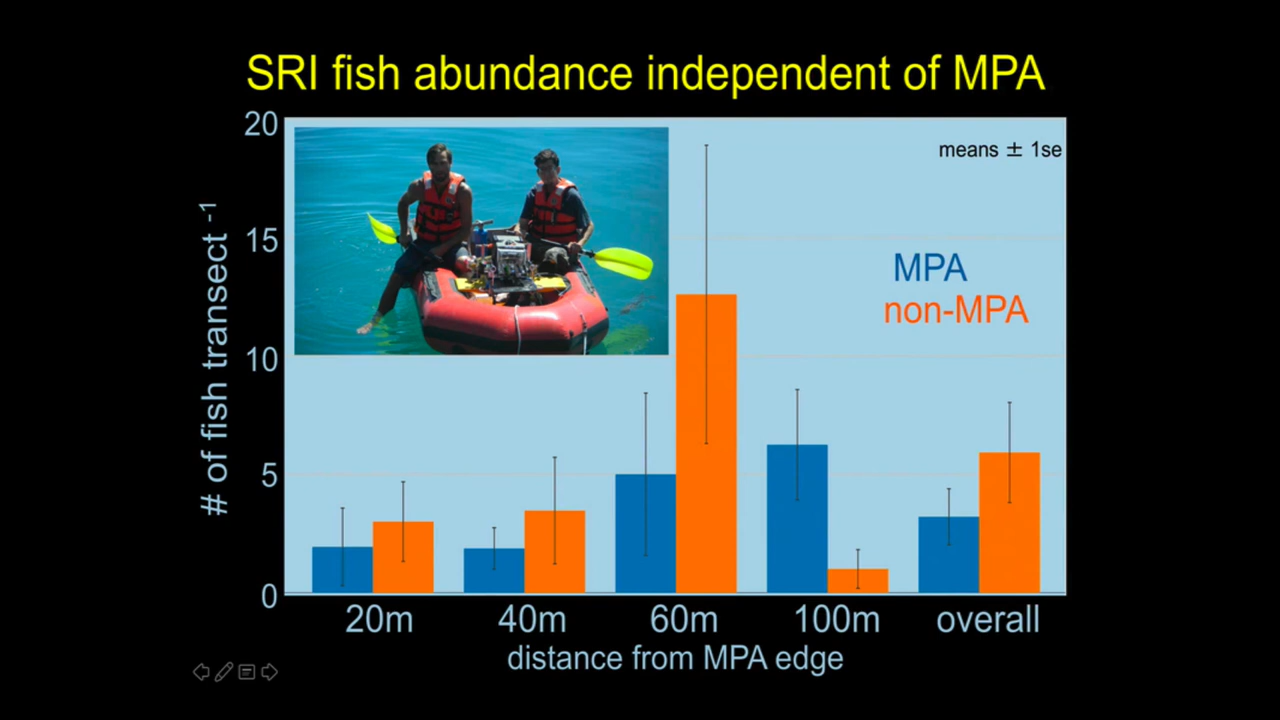 SRI fish abundance independent of MPA
means ± 1se
MPA
non-MPA
# of fish transect -1
20
15
10
5
0
20m 40m 60m 100m overall
distance from MPA edge